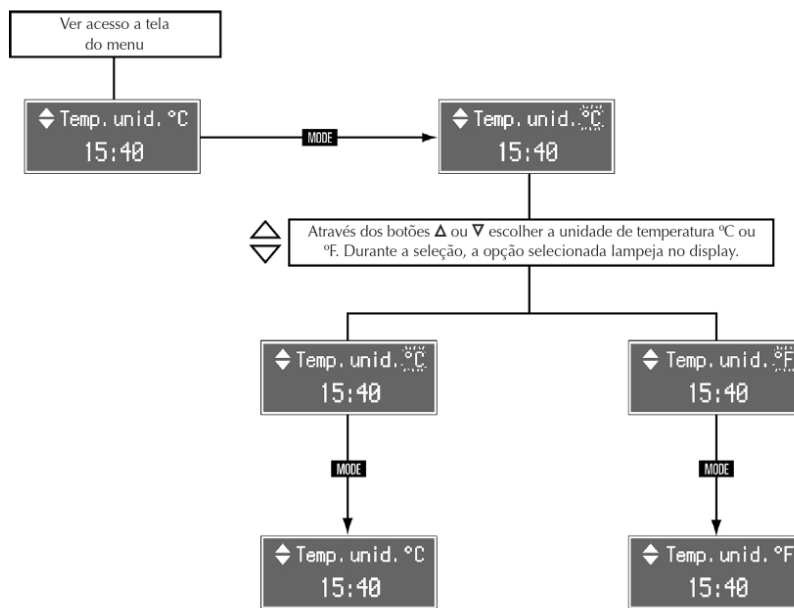 Ver acesso a tela
do menu
Temp.unid.°C
15:40
MODE
Temp.unid.°C
15:40
Através dos botões Δ ou ∇ escolher a unidade de temperatura ºC ou
ºF. Durante a seleção, a opção selecionada lampeja no display.
Temp.unid.°C
15:40
Temp.unid.°F
15:40
MODE
MODE
Temp.unid.°C
15:40
Temp.unid.°F
15:40